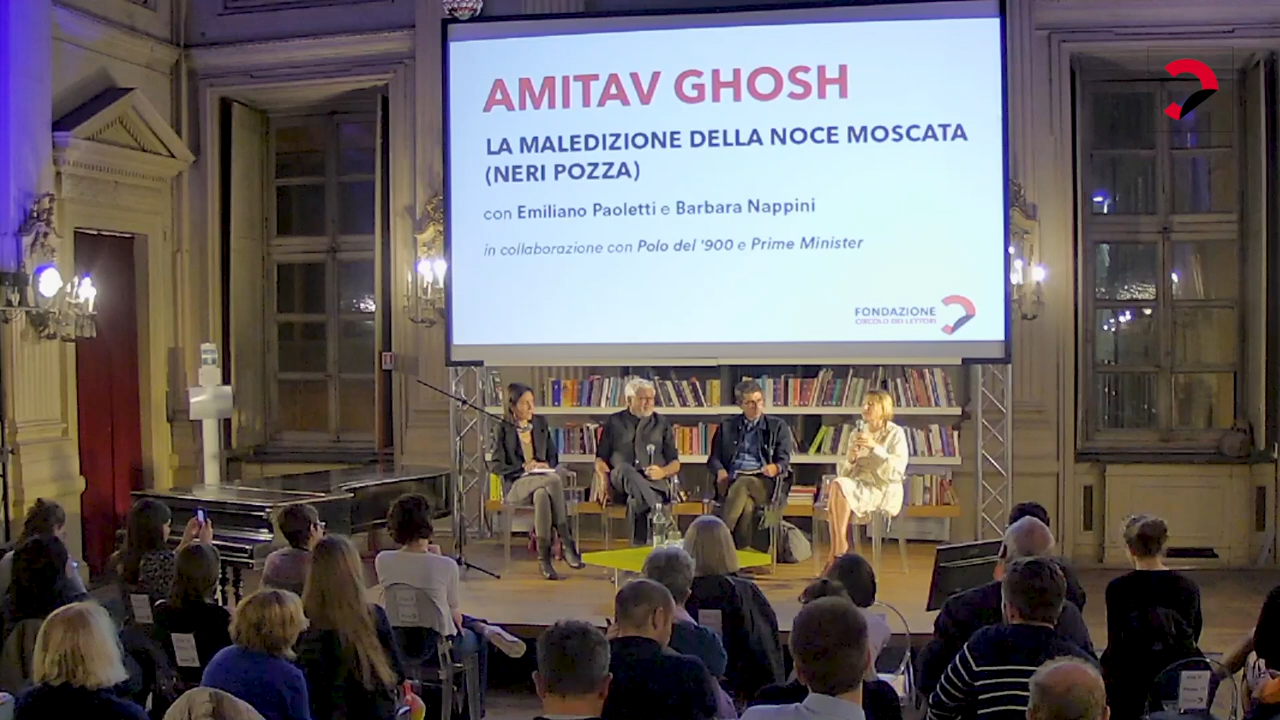 AMITAV GHOSH
LA MALEDIZIONE DELLA NOCE MOSCATA
(NERI POZZA)
con Emiliano Paoletti e Barbara Nappini
in collaborazione con Polo del '900 e Prime Minister
FONDAZIONE
CIRCOLO DEI LETTORI